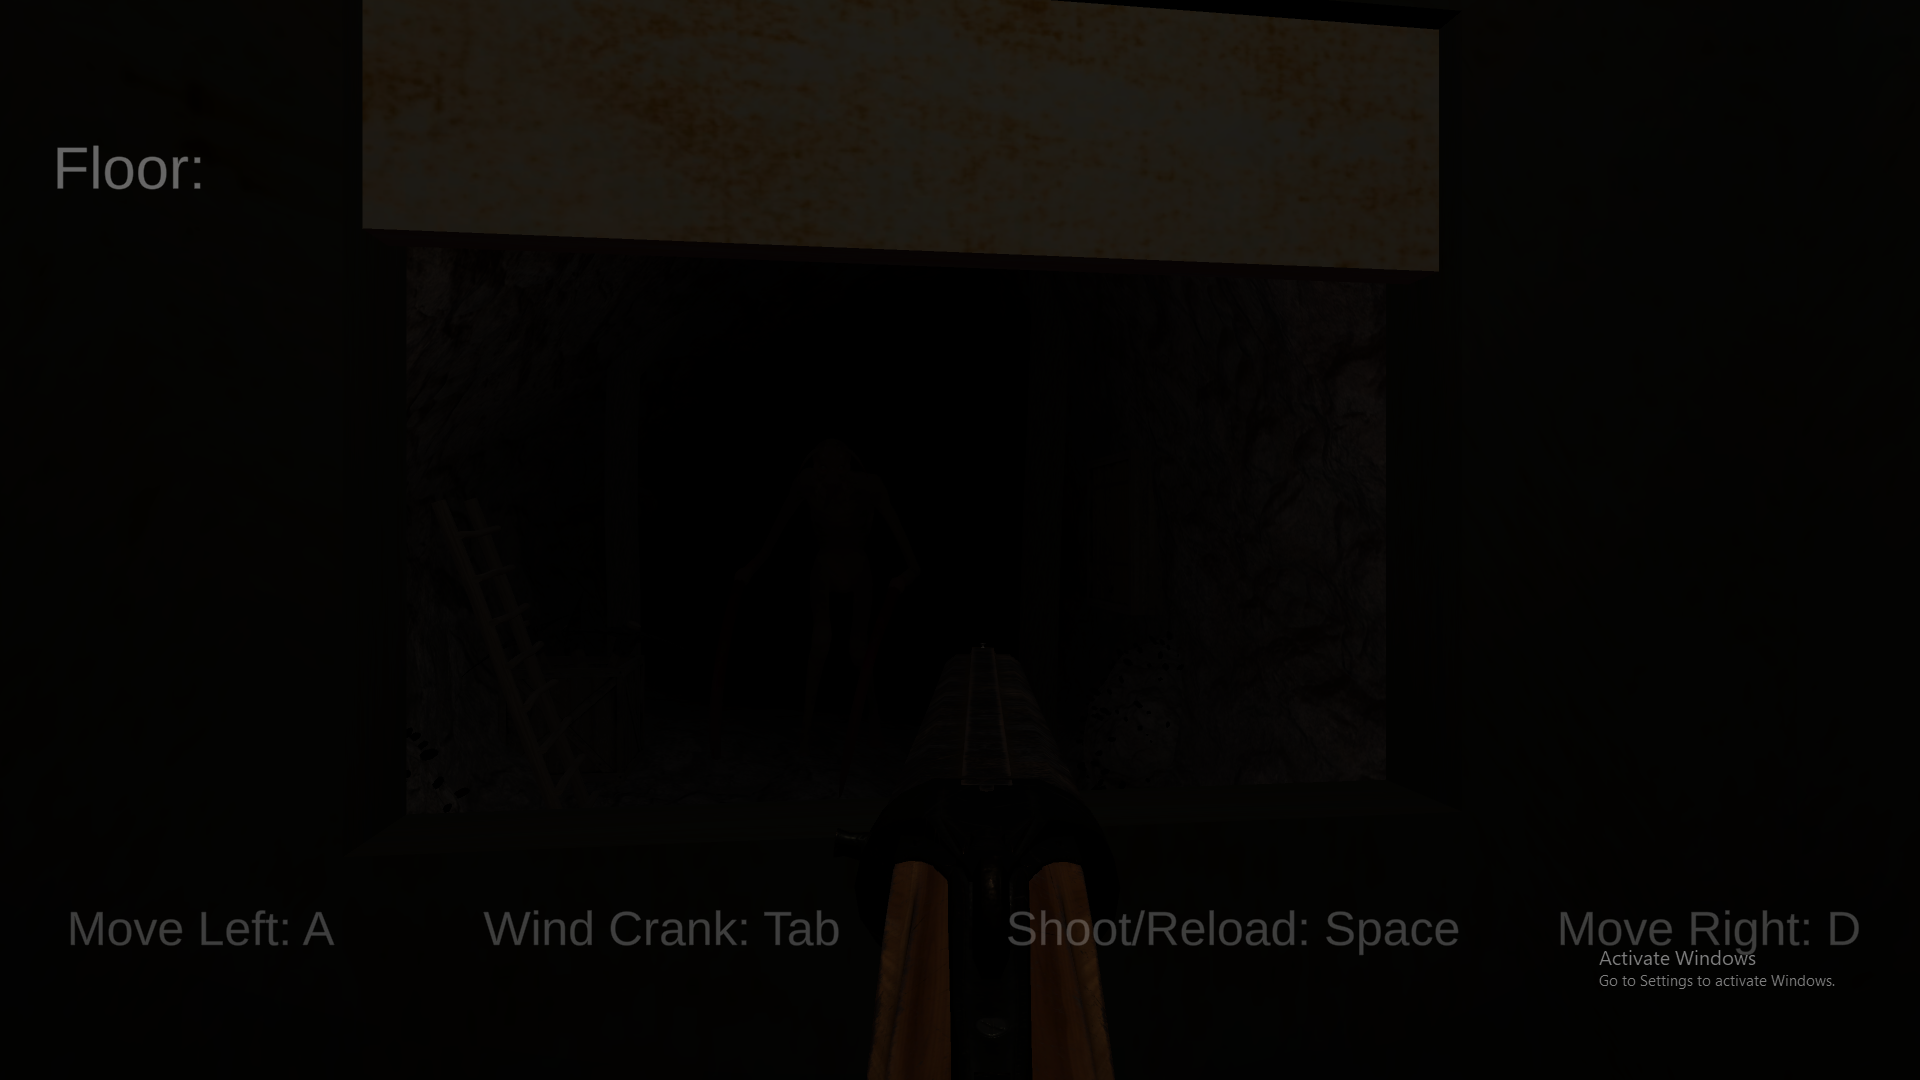 Floor:
Move Left: A
Wind Crank: Tab
Shoot/Reload: Space
Move Right: D
Activate Windows
Go to Settings to activate Windows.